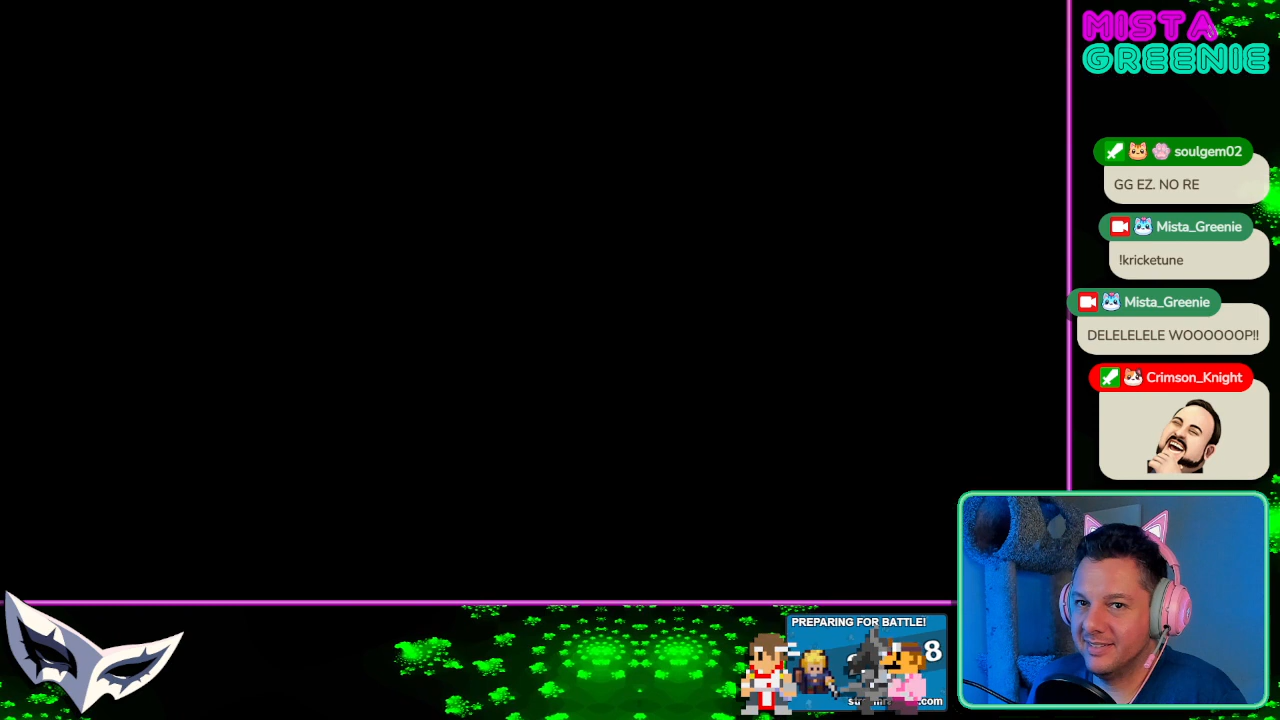 MISTA
GREENIE
soulgem02
GG EZ. NO RE
Mista_Greenie
!kricketune
Mista_Greenie
DELELELELE WOOOOOOP!!
Crimson_Knight
PREPARING FOR BATTLE!
8
.com